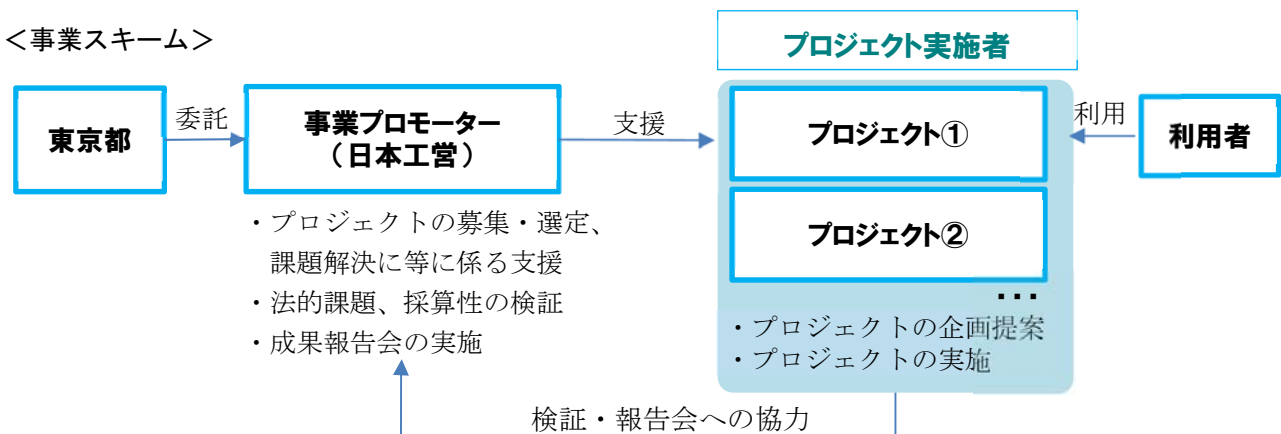 <事業スキーム>
プロジェクト実施者
東京都
委託
事業プロモーター
(日本工営)
支援
プロジェクト①
利用
利用者
プロジェクト②
・プロジェクトの募集・選定、
課題解決に等に係る支援
・法的課題、採算性の検証
・成果報告会の実施
…
・プロジェクトの企画提案
・プロジェクトの実施
検証・報告会への協力